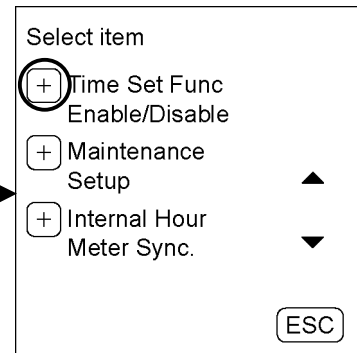 Select item
+ Time Set Func
Enable/Disable
+ Maintenance
Setup
+ Internal Hour
Meter Sync.
ESC